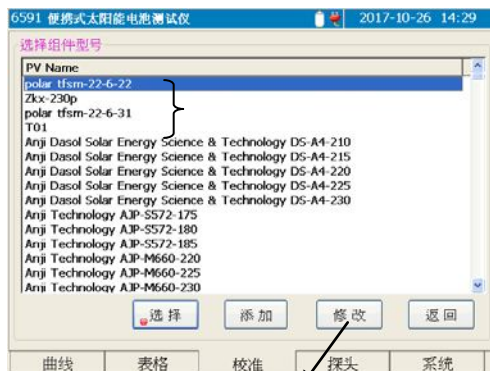 6591 便携式太阳能电池测试仪 2017-10-26 14:29
选择组件型号
PV Name
polar tfsm-22-6-22
Zkx-230p
polar tfsm-22-6-31
T01
Anji Dasol Solar Energy Science & Technology DS-A4-210
Anji Dasol Solar Energy Science & Technology DS-A4-215
Anji Dasol Solar Energy Science & Technology DS-A4-220
Anji Dasol Solar Energy Science & Technology DS-A4-225
Anji Dasol Solar Energy Science & Technology DS-A4-230
Anji Technology AJP-S572-175
Anji Technology AJP-S572-180
Anji Technology AJP-S572-185
Anji Technology AJP-M660-220
Anji Technology AJP-M660-225
Anji Technology AJP-M660-230
选择 添加 修改 返回
曲线 表格 校准 探头 系统